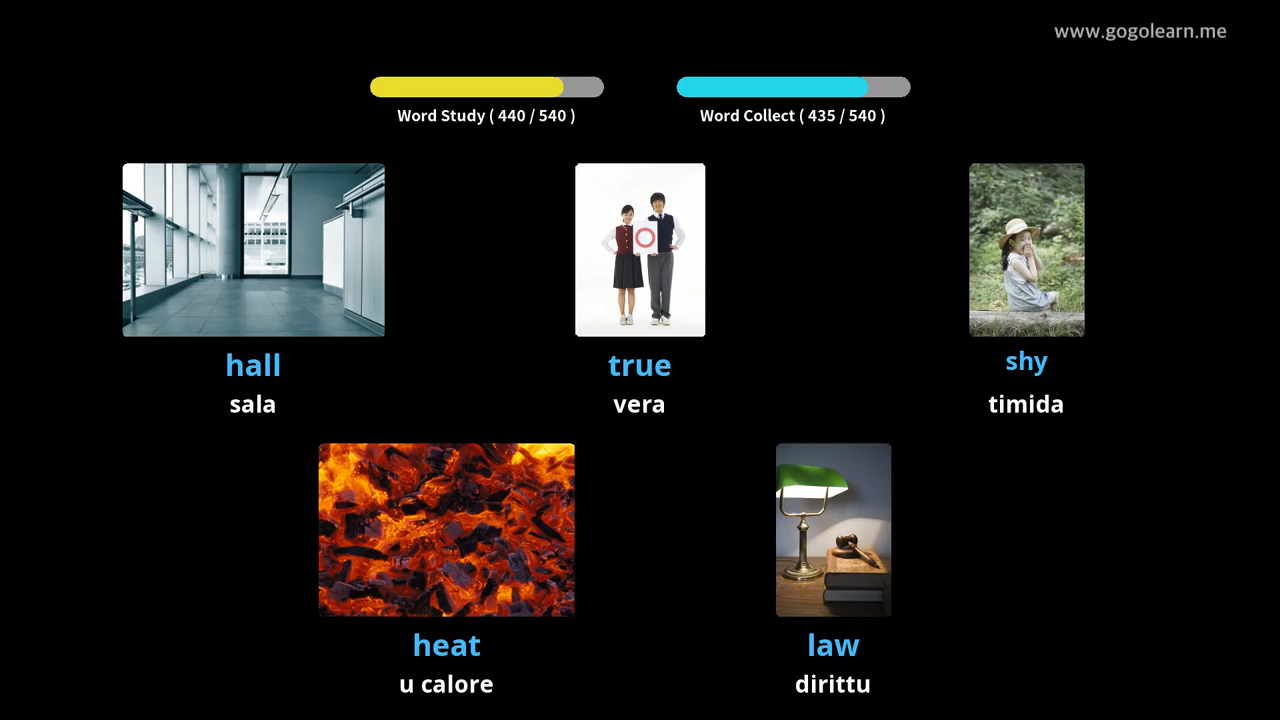 www.gogolearn.me
Word Study ( 440 / 540 )
Word Collect ( 435 / 540 )
hall
sala
true
vera
shy
timida
heat
u calore
law
dirittu